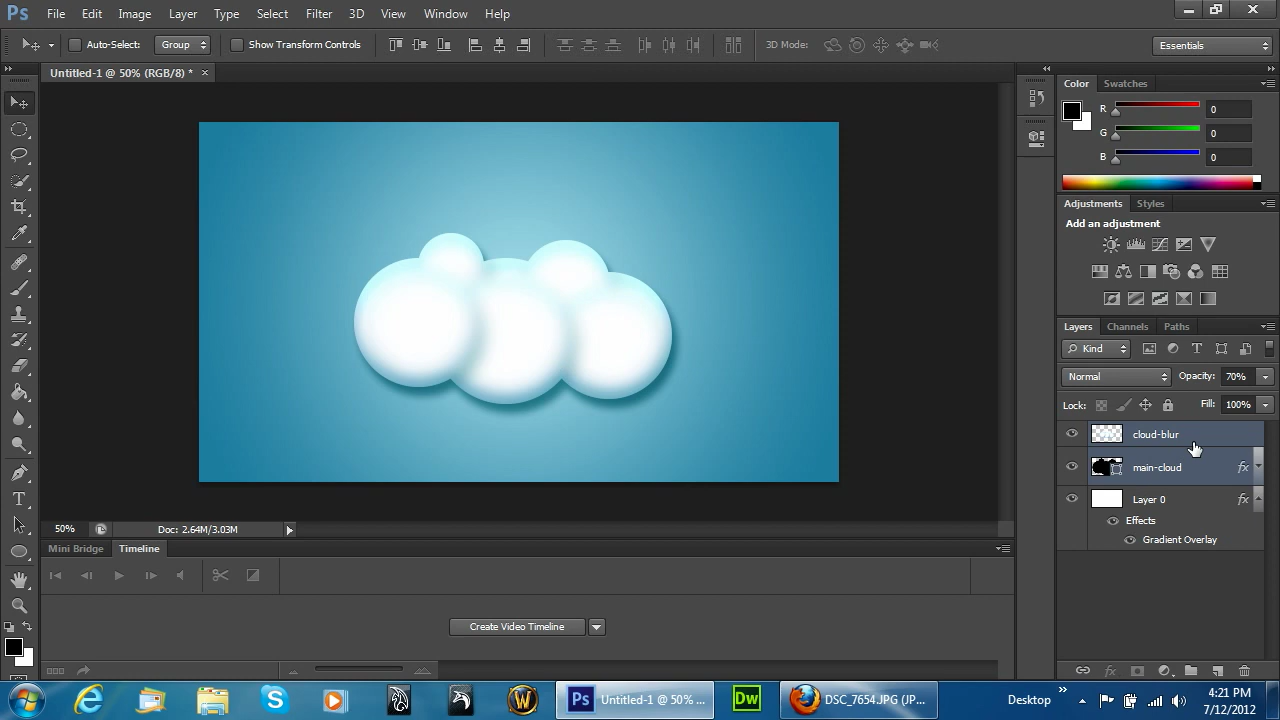 Ps File Edit Image Layer Type Select Filter 3D View Window Help
Auto-Select: Group Show Transform Controls 3D Mode: Essentials
Untitled-1 @ 50% (RGB/8) * ×
Color Swatches
R 0
G 0
B 0
Adjustments Styles
Add an adjustment
Layers Channels Paths
Kind T
Normal Opacity: 70%
Lock: Fill: 100%
cloud-blur
main-cloud fx
Layer 0 fx
Effects
Gradient Overlay
50% Doc: 2.64M/3.03M
Mini Bridge Timeline
Create Video Timeline
fx
Ps Untitled-1 @ 50% ... Dw DSC_7654.JPG (JP... Desktop » 4:21 PM
7/12/2012